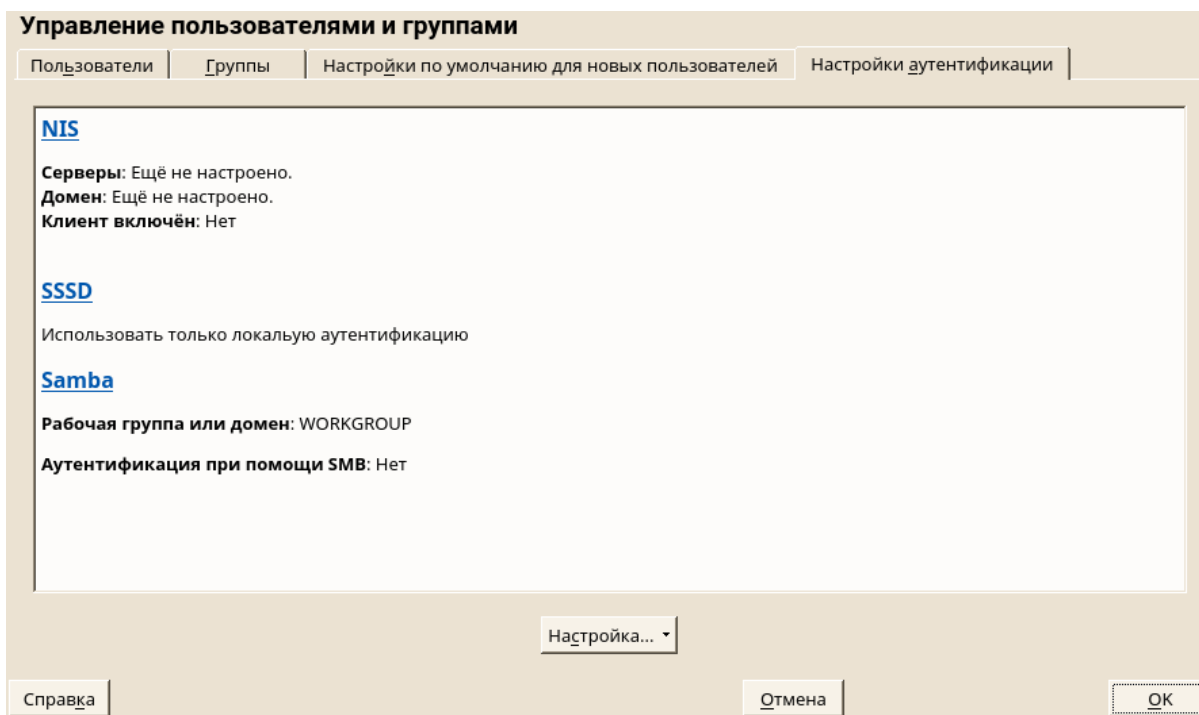 Управление пользователями и группами
Пользователи
Группы
Настройки по умолчанию для новых пользователей
Настройки аутентификации
NIS
Серверы: Ещё не настроено.
Домен: Ещё не настроено.
Клиент включён: Нет
SSSD
Использовать только локальую аутентификацию
Samba
Рабочая группа или домен: WORKGROUP
Аутентификация при помощи SMB: Нет
Настройка...
Справка
Отмена
OK